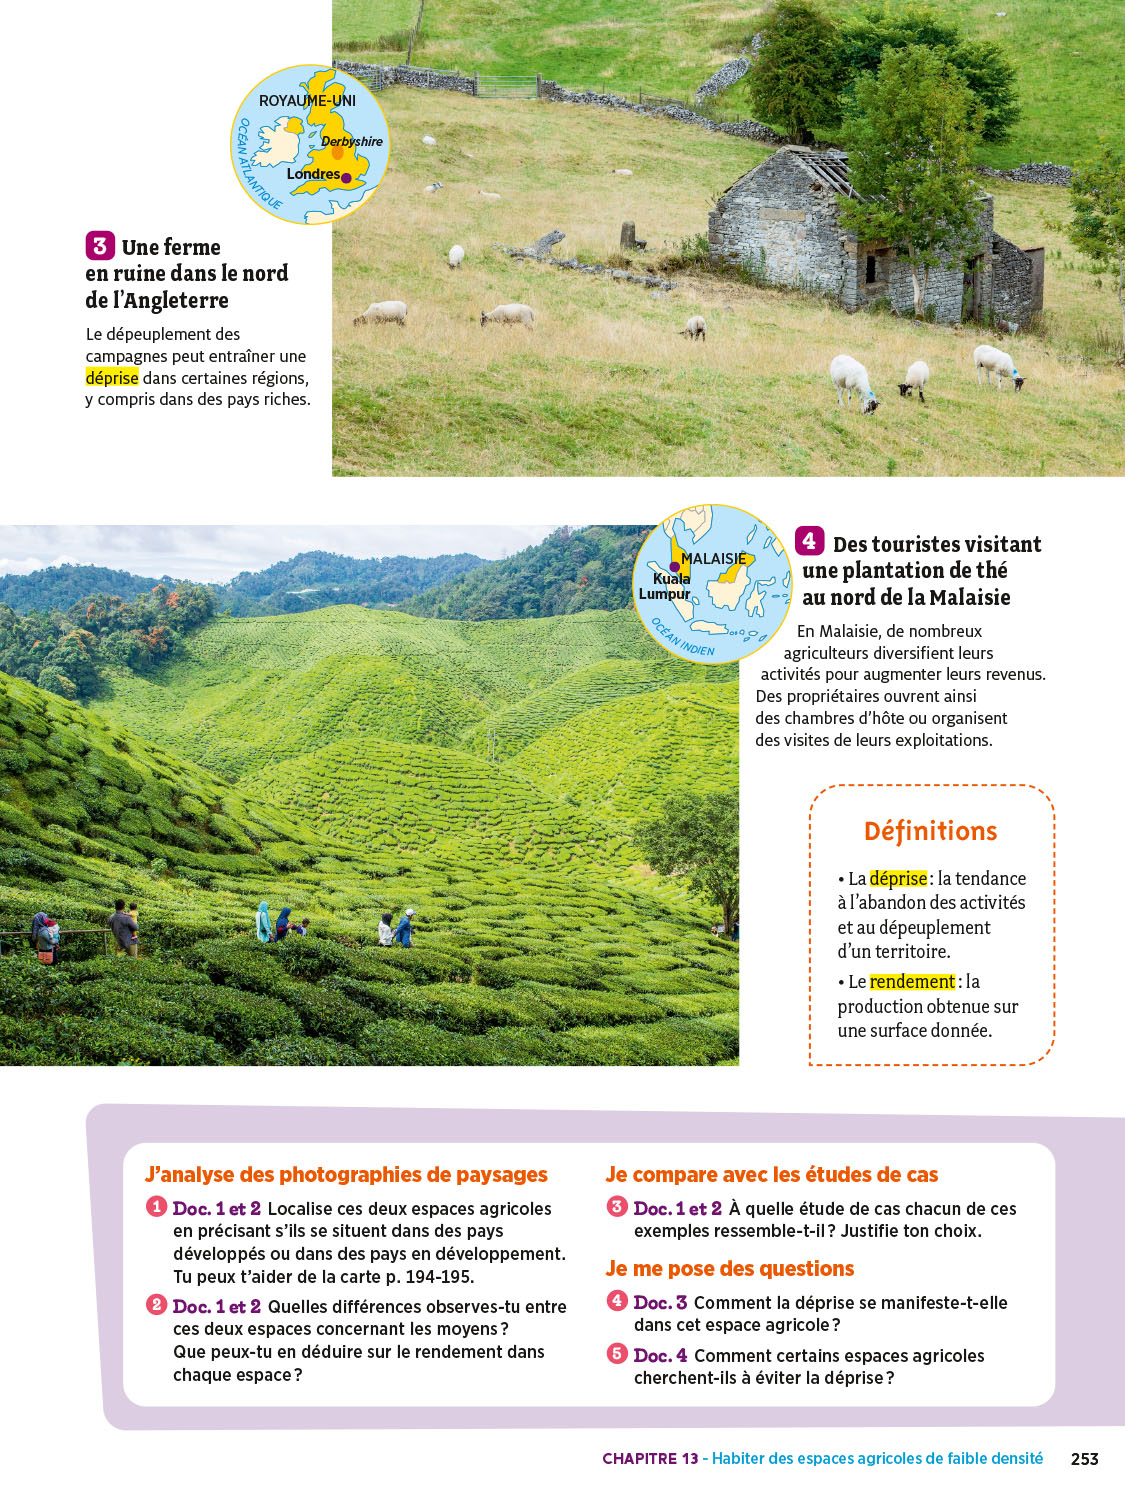 ROYAUME-UNI
Derbyshire
Londres
OCÉAN ATLANTIQUE
3 Une ferme
en ruine dans le nord
de l'Angleterre
Le dépeuplement des
campagnes peut entraîner une
déprise dans certaines régions,
y compris dans des pays riches.
MALAISIE
Kuala
Lumpur
OCÉAN INDIEN
4 Des touristes visitant
une plantation de thé
au nord de la Malaisie
En Malaisie, de nombreux
agriculteurs diversifient leurs
activités pour augmenter leurs revenus.
Des propriétaires ouvrent ainsi
des chambres d'hôte ou organisent
des visites de leurs exploitations.
Définitions
• La déprise : la tendance
à l'abandon des activités
et au dépeuplement
d'un territoire.
• Le rendement : la
production obtenue sur
une surface donnée.
J'analyse des photographies de paysages
1 Doc. 1 et 2 Localise ces deux espaces agricoles
en précisant s'ils se situent dans des pays
développés ou dans des pays en développement.
Tu peux t'aider de la carte p. 194-195.
2 Doc. 1 et 2 Quelles différences observes-tu entre
ces deux espaces concernant les moyens ?
Que peux-tu en déduire sur le rendement dans
chaque espace ?
Je compare avec les études de cas
3 Doc. 1 et 2 À quelle étude de cas chacun de ces
exemples ressemble-t-il ? Justifie ton choix.
Je me pose des questions
4 Doc. 3 Comment la déprise se manifeste-t-elle
dans cet espace agricole ?
5 Doc. 4 Comment certains espaces agricoles
cherchent-ils à éviter la déprise ?
CHAPITRE 13 - Habiter des espaces agricoles de faible densité 253